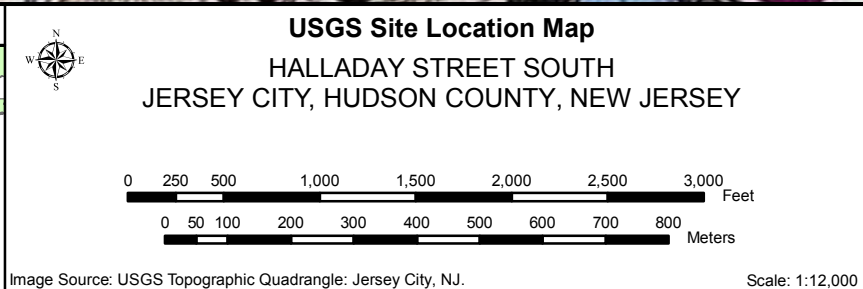 USGS Site Location Map
N
W E
S
HALLADAY STREET SOUTH
JERSEY CITY, HUDSON COUNTY, NEW JERSEY
0 250 500 1,000 1,500 2,000 2,500 3,000
Feet
0 50 100 200 300 400 500 600 700 800
Meters
Image Source: USGS Topographic Quadrangle: Jersey City, NJ. Scale: 1:12,000